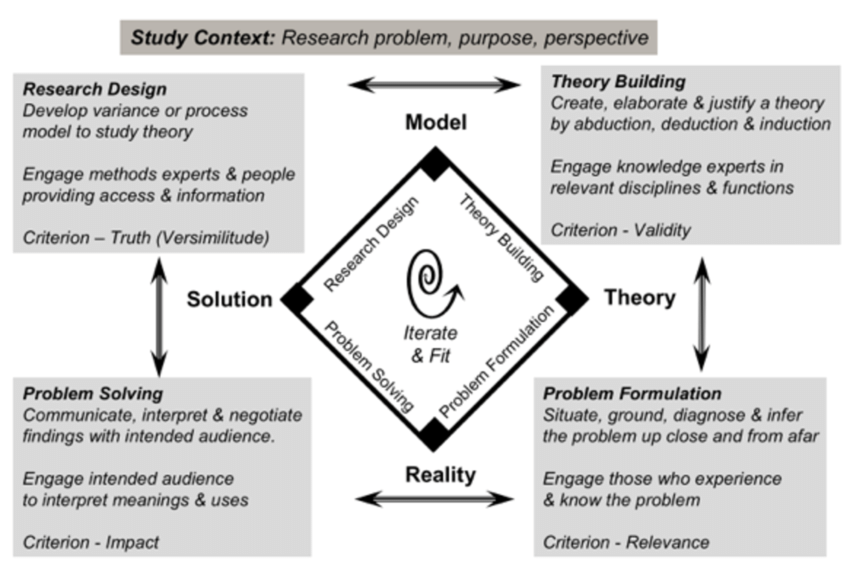 Study Context: Research problem, purpose, perspective
Research Design
Develop variance or process
model to study theory
Engage methods experts & people
providing access & information
Criterion – Truth (Versimilitude)
Theory Building
Create, elaborate & justify a theory
by abduction, deduction & induction
Engage knowledge experts in
relevant disciplines & functions
Criterion - Validity
Model
Research Design
Theory Building
Solution
Theory
Iterate
& Fit
Problem Solving
Problem Formulation
Reality
Problem Solving
Communicate, interpret & negotiate
findings with intended audience.
Engage intended audience
to interpret meanings & uses
Criterion - Impact
Problem Formulation
Situate, ground, diagnose & infer
the problem up close and from afar
Engage those who experience
& know the problem
Criterion - Relevance